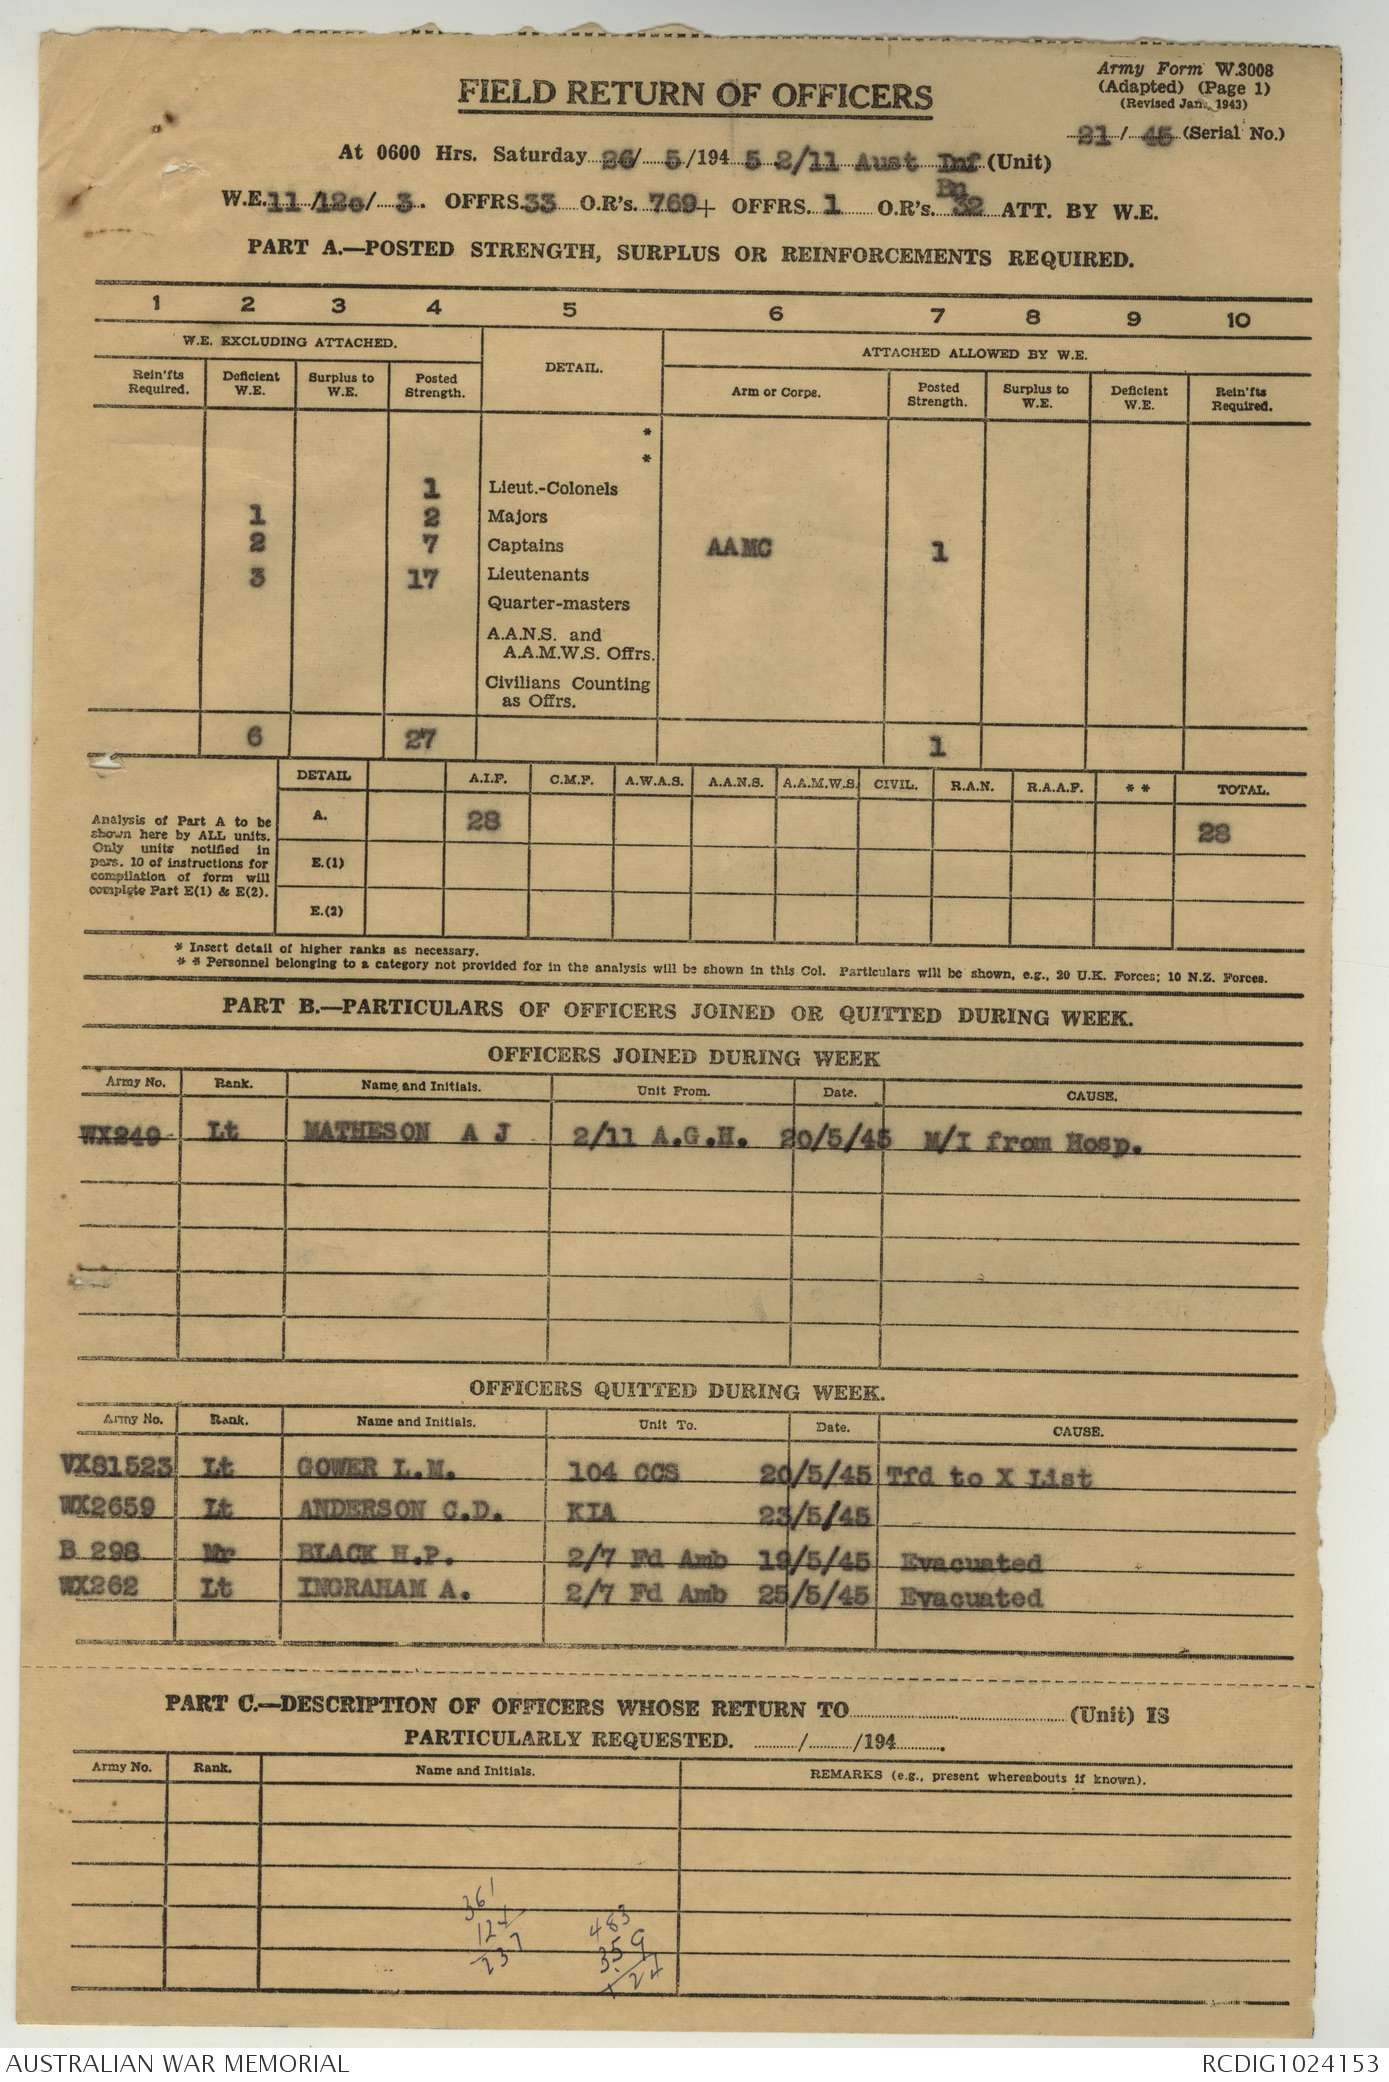 Army Form W.3008
(Adapted) (Page 1)
(Revised Jan., 1943)
FIELD RETURN OF OFFICERS
21 / 45 (Serial No.)
At 0600 Hrs. Saturday 26/ 5 /194 5 2/11 Aust Inf (Unit)
Bn
W.E. 11 /12c/ 3 . OFFRS. 33 O.R's. 769 + OFFRS. 1 O.R's. 32 ATT. BY W.E.
PART A.—POSTED STRENGTH, SURPLUS OR REINFORCEMENTS REQUIRED.
1 2 3 4 5 6 7 8 9 10
W.E. EXCLUDING ATTACHED. DETAIL. ATTACHED ALLOWED BY W.E.
Rein'fts Required. Deficient W.E. Surplus to W.E. Posted Strength. Arm or Corps. Posted Strength. Surplus to W.E. Deficient W.E. Rein'fts Required.
*
*
1 Lieut.-Colonels
1 2 Majors
2 7 Captains AAMC 1
3 17 Lieutenants
Quarter-masters
A.A.N.S. and
A.A.M.W.S. Offrs.
Civilians Counting
as Offrs.
6 27 1
DETAIL A.I.F. C.M.F. A.W.A.S. A.A.N.S. A.A.M.W.S. CIVIL. R.A.N. R.A.A.F. * * TOTAL.
Analysis of Part A to be
shown here by ALL units.
Only units notified in
pars. 10 of instructions for
compilation of form will
complete Part E(1) & E(2).
A. 28 28
E.(1)
E.(2)
* Insert detail of higher ranks as necessary.
* * Personnel belonging to a category not provided for in the analysis will be shown in this Col. Particulars will be shown, e.g., 20 U.K. Forces; 10 N.Z. Forces.
PART B.—PARTICULARS OF OFFICERS JOINED OR QUITTED DURING WEEK.
OFFICERS JOINED DURING WEEK
Army No. Rank. Name and Initials. Unit From. Date. CAUSE.
WX249 Lt MATHESON A J 2/11 A.G.H. 20/5/45 M/I from Hosp.
OFFICERS QUITTED DURING WEEK.
Army No. Rank. Name and Initials. Unit To. Date. CAUSE.
VX81523 Lt GOWER L.M. 104 CCS 20/5/45 Tfd to X List
WX2659 Lt ANDERSON C.D. KIA 23/5/45
B 298 Mr BLACK H.P. 2/7 Fd Amb 19/5/45 Evacuated
WX262 Lt INGRAHAM A. 2/7 Fd Amb 25/5/45 Evacuated
PART C.—DESCRIPTION OF OFFICERS WHOSE RETURN TO (Unit) IS
PARTICULARLY REQUESTED. / /194 .
Army No. Rank. Name and Initials. REMARKS (e.g., present whereabouts if known).
361 483
124 359
237 124
AUSTRALIAN WAR MEMORIAL RCDIG1024153